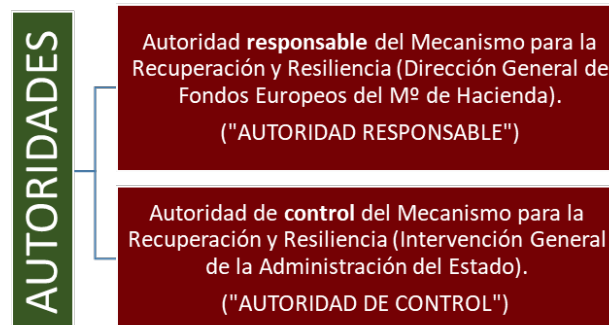 AUTORIDADES
Autoridad responsable del Mecanismo para la
Recuperación y Resiliencia (Dirección General de
Fondos Europeos del Mº de Hacienda).
("AUTORIDAD RESPONSABLE")
Autoridad de control del Mecanismo para la
Recuperación y Resiliencia (Intervención General
de la Administración del Estado).
("AUTORIDAD DE CONTROL")